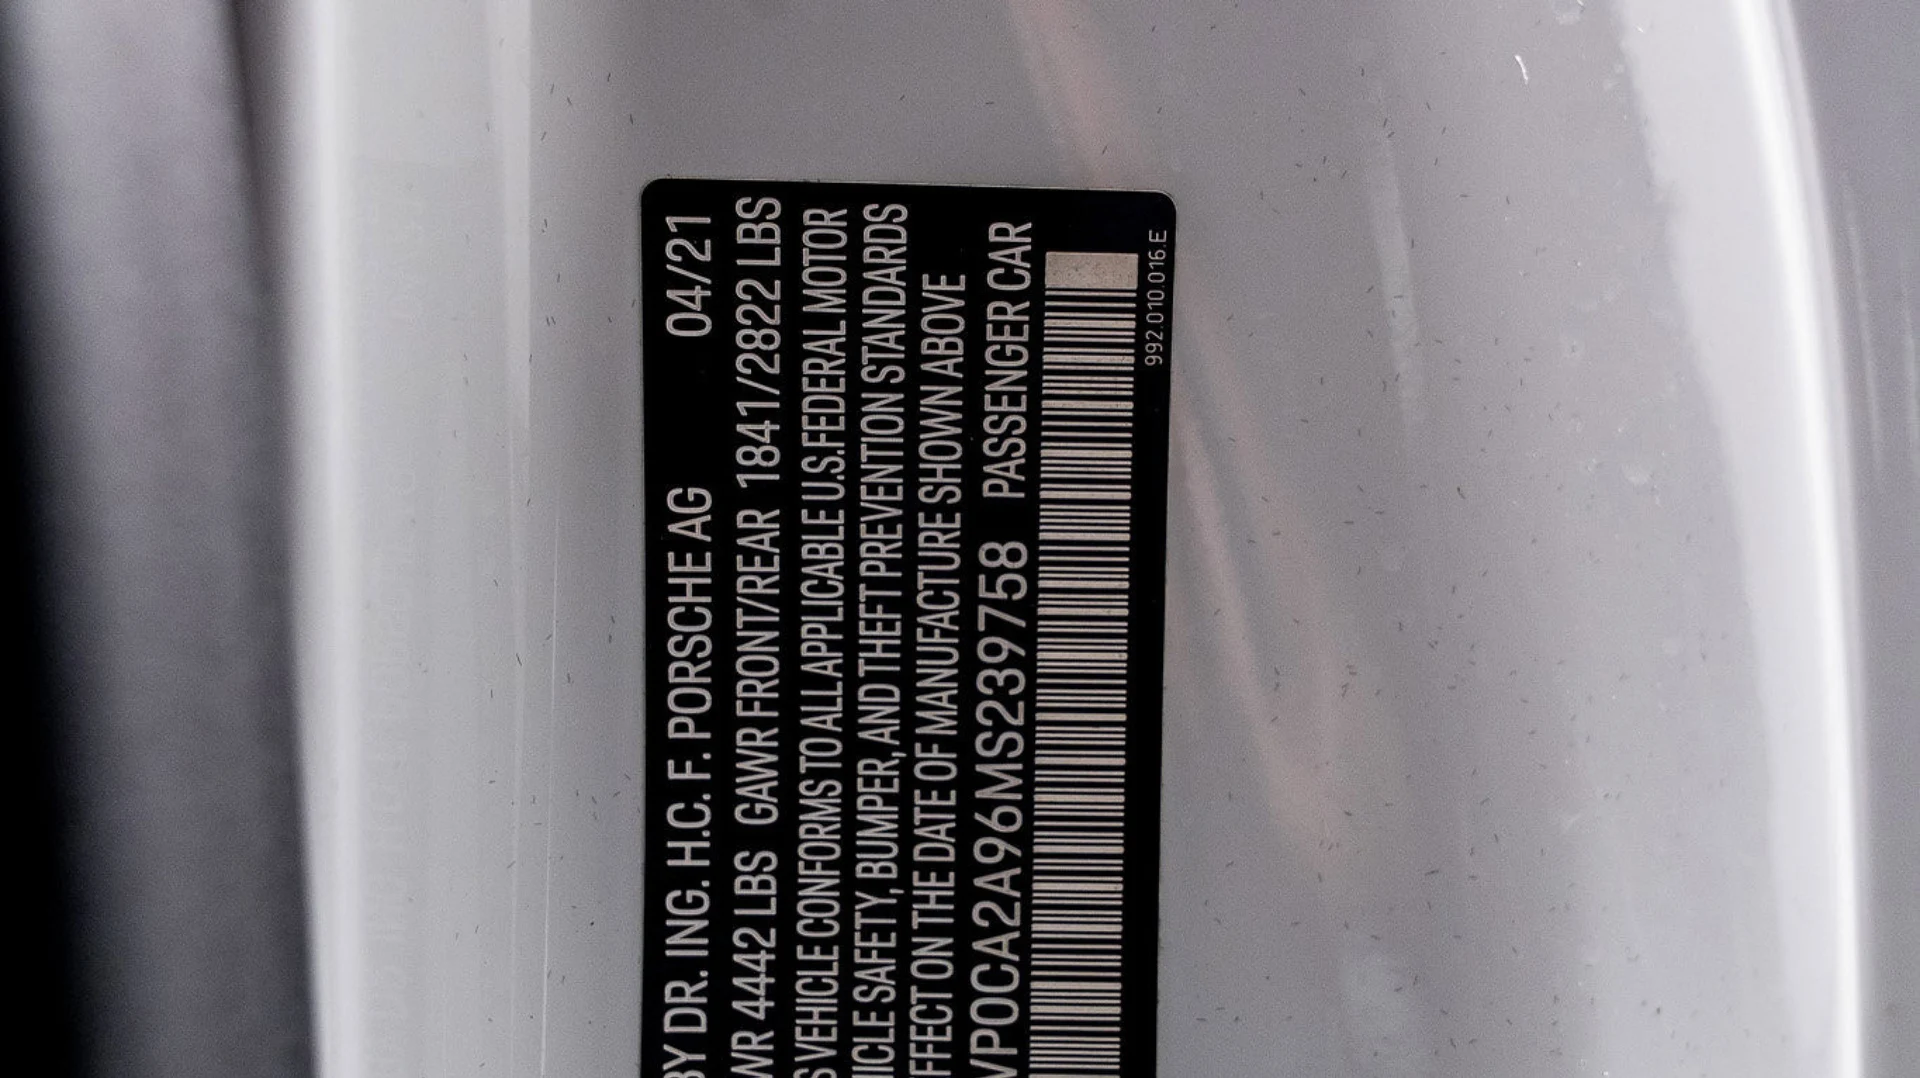 BY DR. ING. H.C. F. PORSCHE AG 04/21
WR 4442 LBS GAWR FRONT/REAR 1841/2822 LBS
S VEHICLE CONFORMS TO ALL APPLICABLE U.S. FEDERAL MOTOR
HICLE SAFETY, BUMPER, AND THEFT PREVENTION STANDARDS
FFECT ON THE DATE OF MANUFACTURE SHOWN ABOVE
VP0CA2A96MS239758 PASSENGER CAR
992.010.016.E